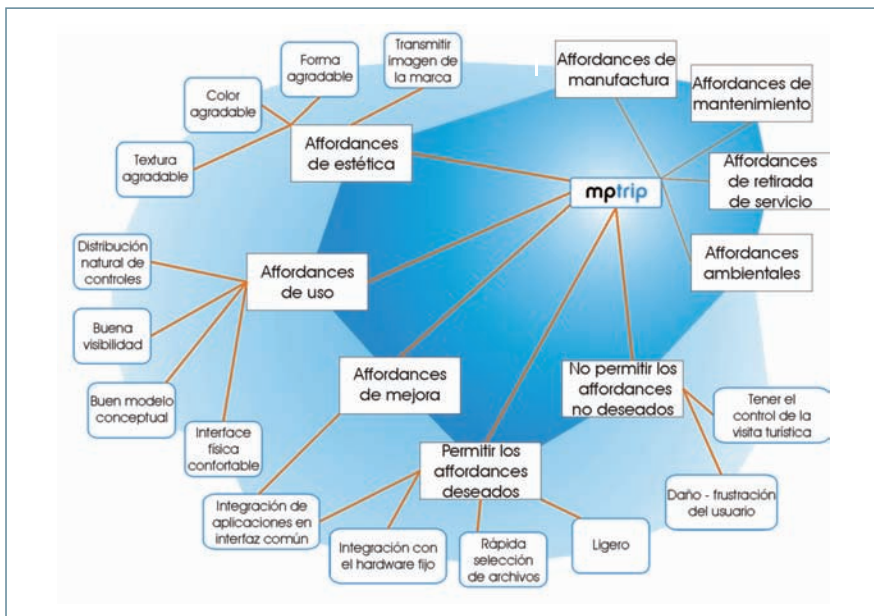 Transmitir
imagen de
la marca
Forma
agradable
Color
agradable
Textura
agradable
Affordances
de estética
Affordances de
manufactura
Affordances de
mantenimiento
Affordances
de retirada
de servicio
Affordances
ambientales
mptrip
Distribución
natural de
controles
Affordances
de uso
Buena
visibilidad
Buen modelo
conceptual
Interface
física
confortable
Affordances
de mejora
No permitir los
affordances
no deseados
Tener el
control de la
visita turística
Daño - frustración
del usuario
Permitir los
affordances
deseados
Integración de
aplicaciones en
interfaz común
Integración con
el hardware fijo
Rápida
selección
de archivos
Ligero